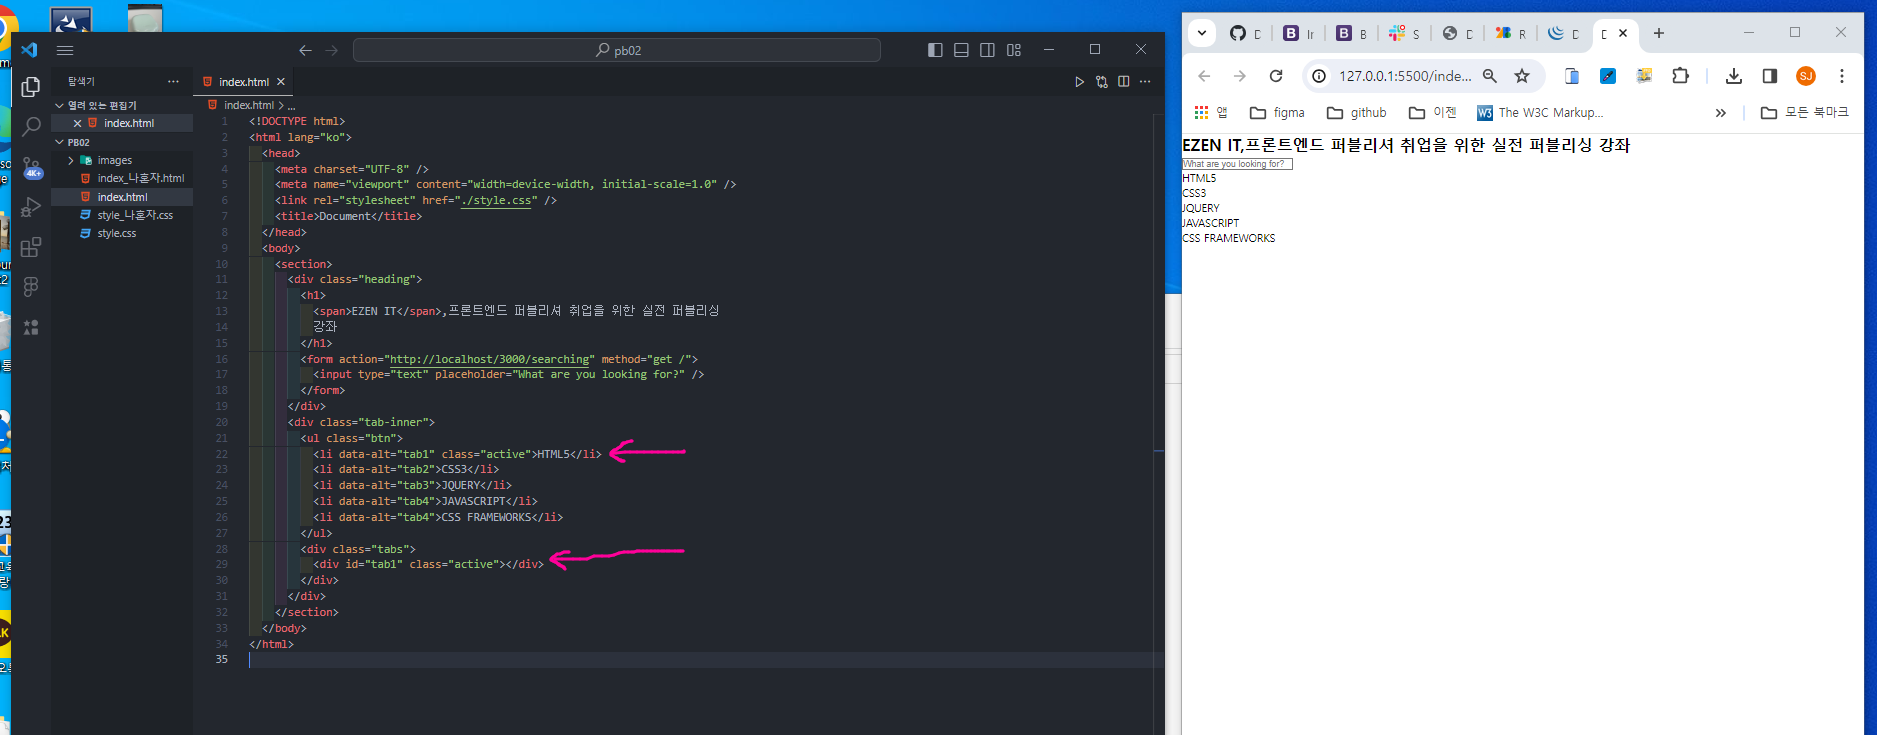 pb02
탐색기
index.html
열려 있는 편집기
index.html
PB02
images
index_나혼자.html
index.html
style_나혼자.css
style.css
4K+
index.html > ...
1 <!DOCTYPE html>
2 <html lang="ko">
3 <head>
4 <meta charset="UTF-8" />
5 <meta name="viewport" content="width=device-width, initial-scale=1.0" />
6 <link rel="stylesheet" href="./style.css" />
7 <title>Document</title>
8 </head>
9 <body>
10 <section>
11 <div class="heading">
12 <h1>
13 <span>EZEN IT</span>,프론트엔드 퍼블리셔 취업을 위한 실전 퍼블리싱
14 강좌
15 </h1>
16 <form action="http://localhost/3000/searching" method="get /">
17 <input type="text" placeholder="What are you looking for?" />
18 </form>
19 </div>
20 <div class="tab-inner">
21 <ul class="btn">
22 <li data-alt="tab1" class="active">HTML5</li>
23 <li data-alt="tab2">CSS3</li>
24 <li data-alt="tab3">JQUERY</li>
25 <li data-alt="tab4">JAVASCRIPT</li>
26 <li data-alt="tab4">CSS FRAMEWORKS</li>
27 </ul>
28 <div class="tabs">
29 <div id="tab1" class="active"></div>
30 </div>
31 </div>
32 </section>
33 </body>
34 </html>
35
127.0.0.1:5500/inde...
SJ
앱 figma github 이젠 W3 The W3C Markup... » 모든 북마크
EZEN IT,프론트엔드 퍼블리셔 취업을 위한 실전 퍼블리싱 강좌
What are you looking for?
HTML5
CSS3
JQUERY
JAVASCRIPT
CSS FRAMEWORKS